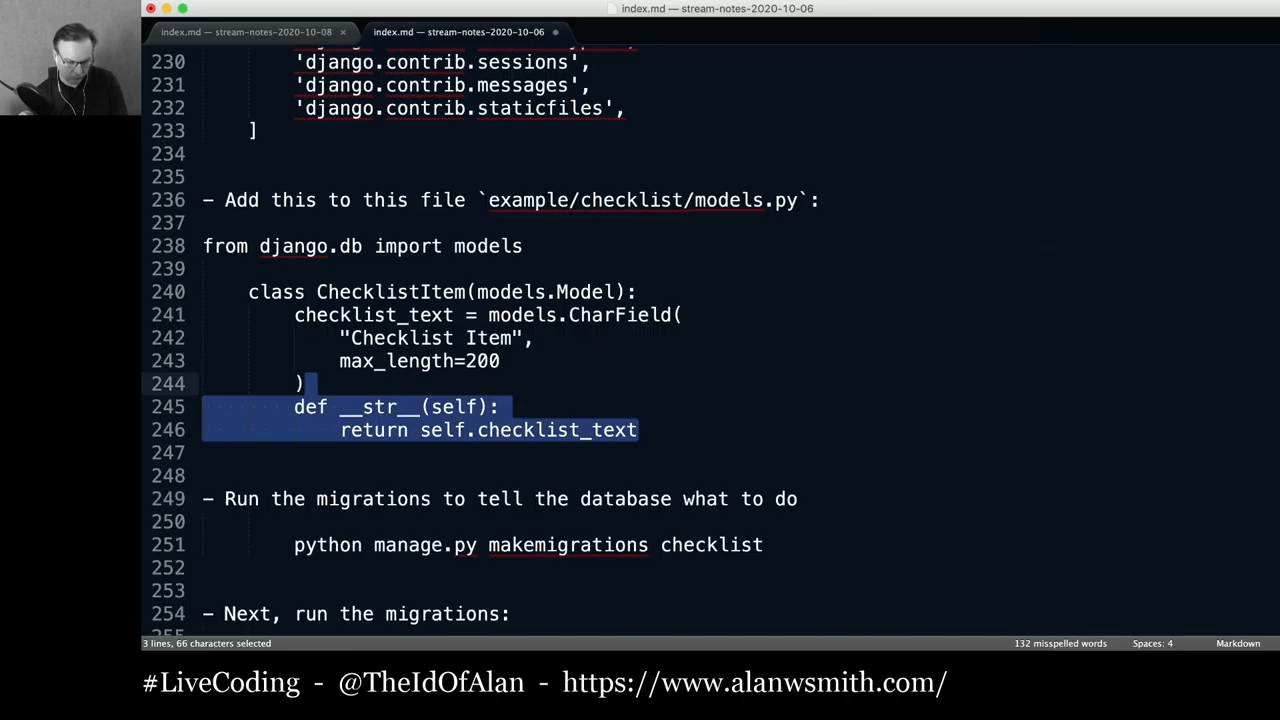 index.md — stream-notes-2020-10-06
index.md — stream-notes-2020-10-08 × index.md — stream-notes-2020-10-06
230 'django.contrib.sessions',
231 'django.contrib.messages',
232 'django.contrib.staticfiles',
233 ]
234
235
236 - Add this to this file `example/checklist/models.py`:
237
238 from django.db import models
239
240 class ChecklistItem(models.Model):
241 checklist_text = models.CharField(
242 "Checklist Item",
243 max_length=200
244 )
245 def __str__(self):
246 return self.checklist_text
247
248
249 - Run the migrations to tell the database what to do
250
251 python manage.py makemigrations checklist
252
253
254 - Next, run the migrations:
3 lines, 66 characters selected 132 misspelled words Spaces: 4 Markdown
#LiveCoding - @TheIdOfAlan - https://www.alanwsmith.com/